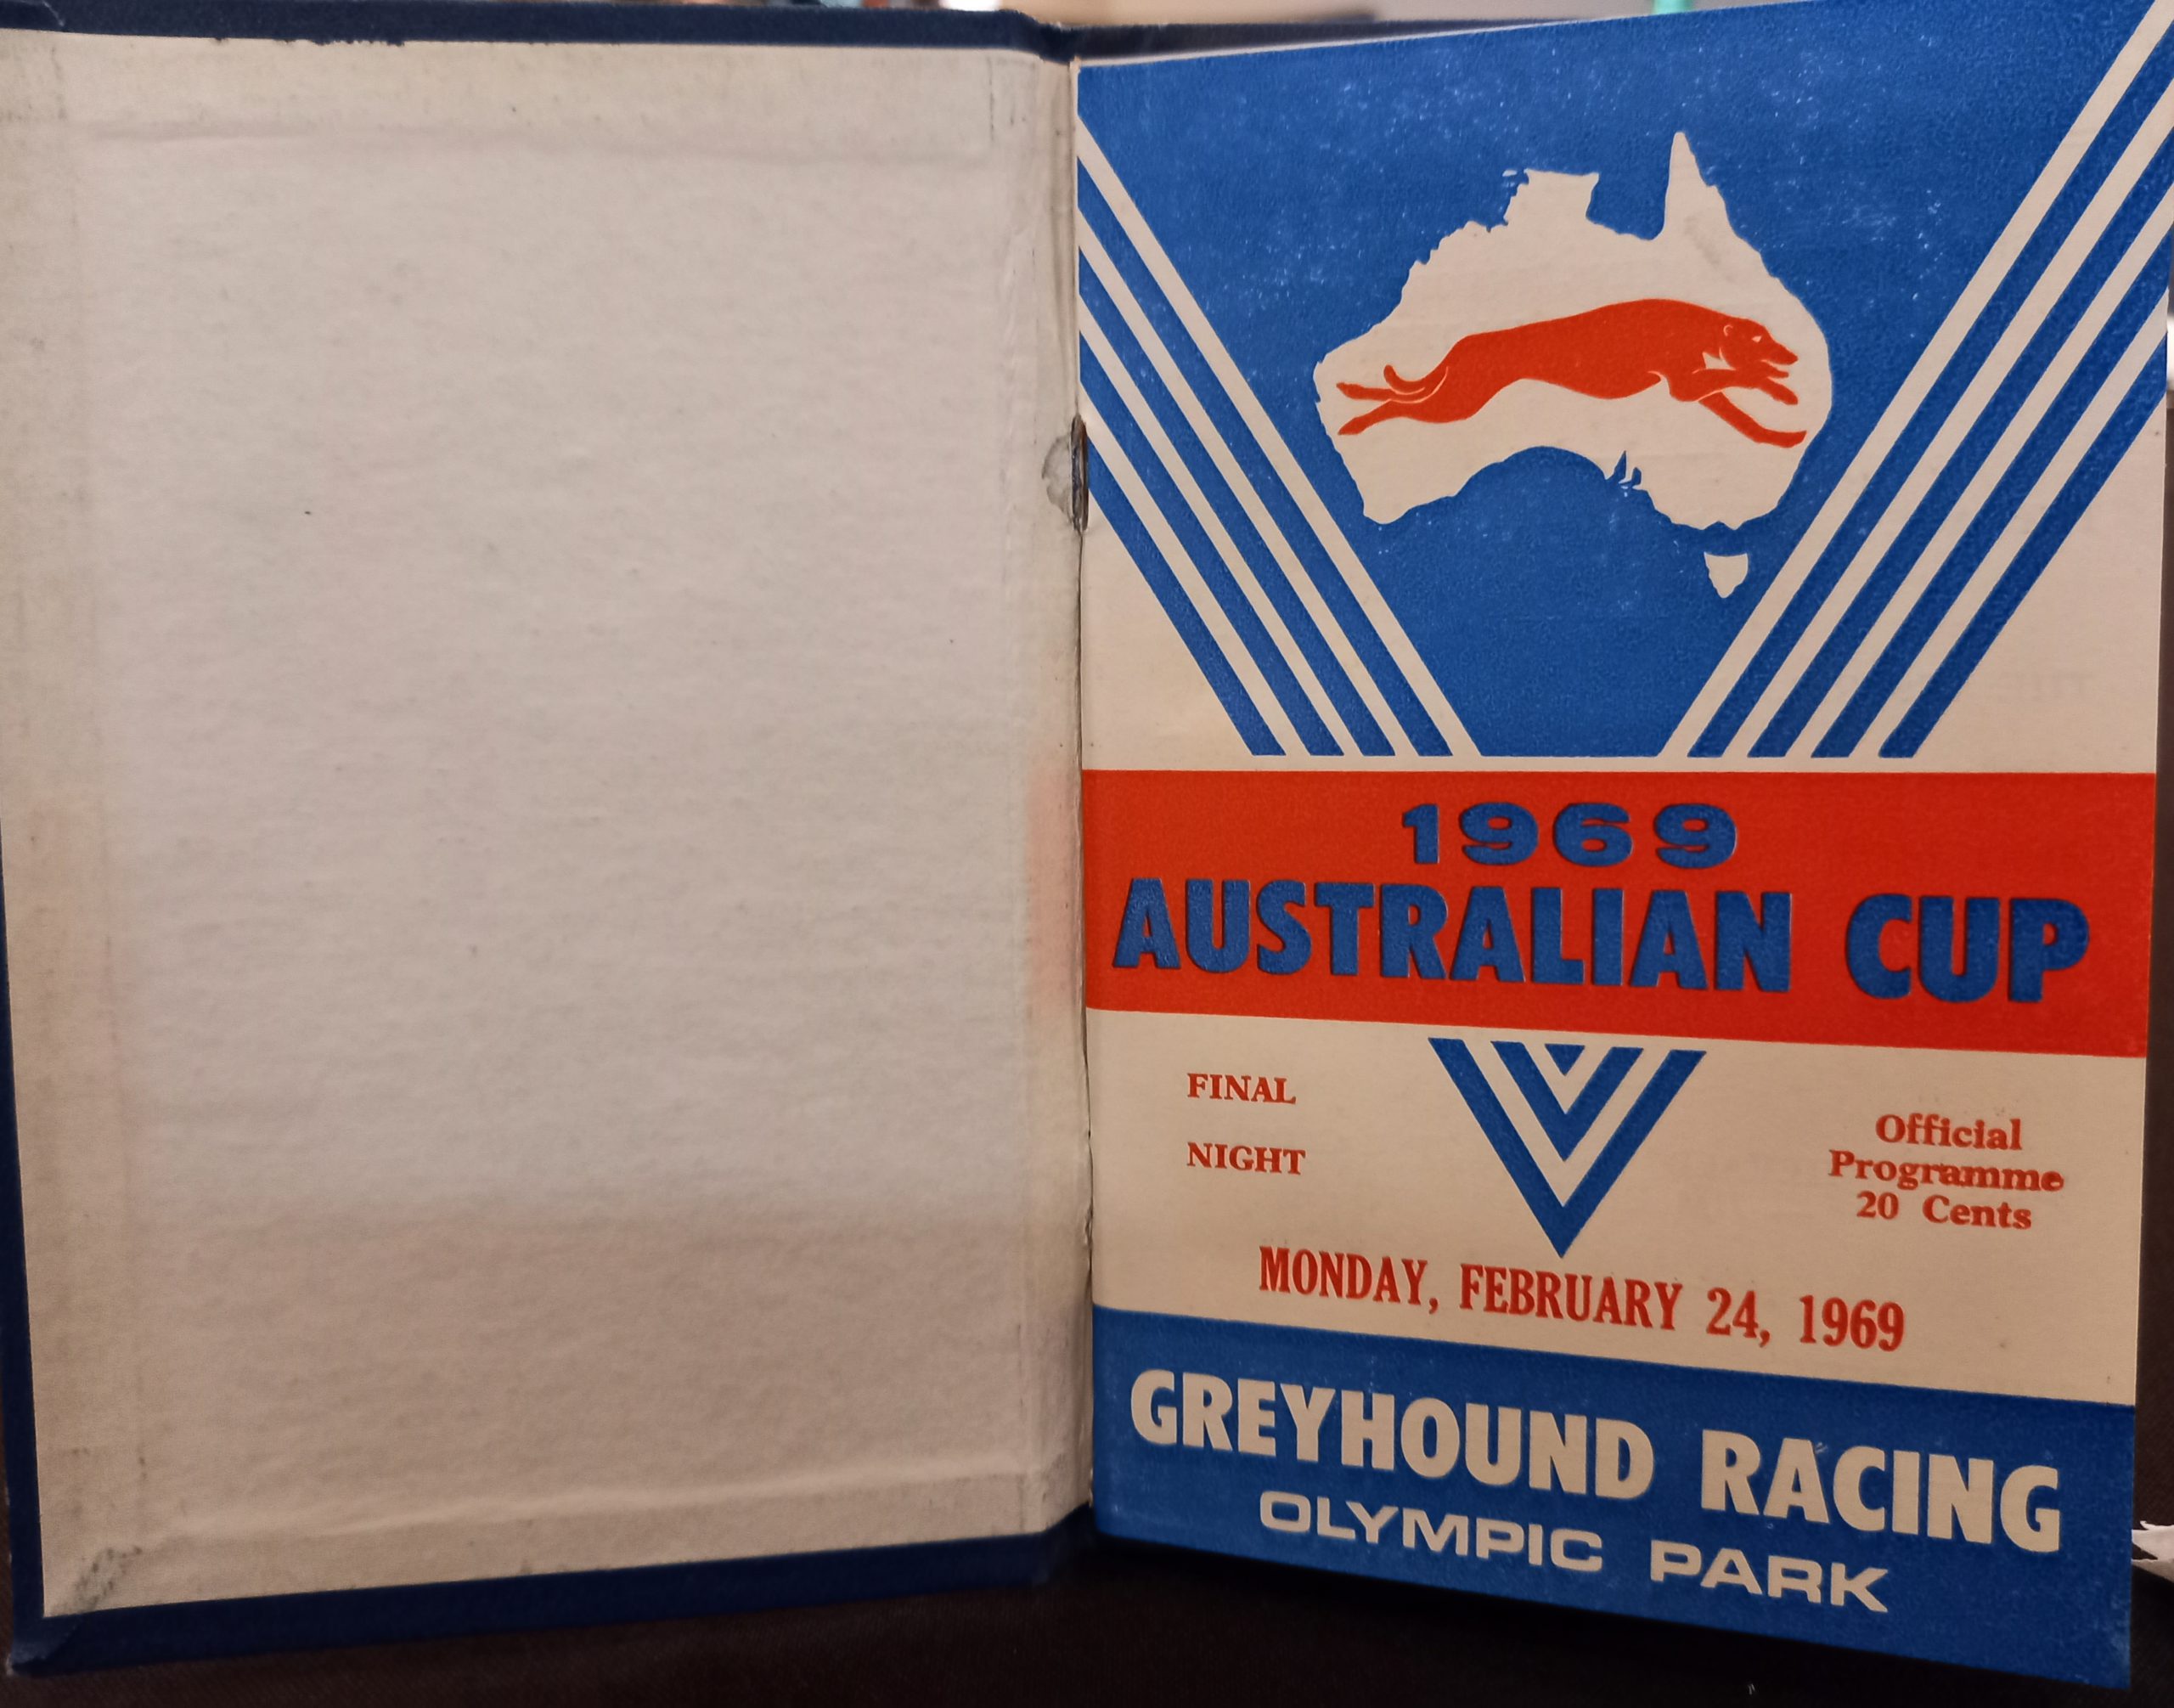 1969
AUSTRALIAN CUP
FINAL
NIGHT
Official
Programme
20 Cents
MONDAY, FEBRUARY 24, 1969
GREYHOUND RACING
OLYMPIC PARK